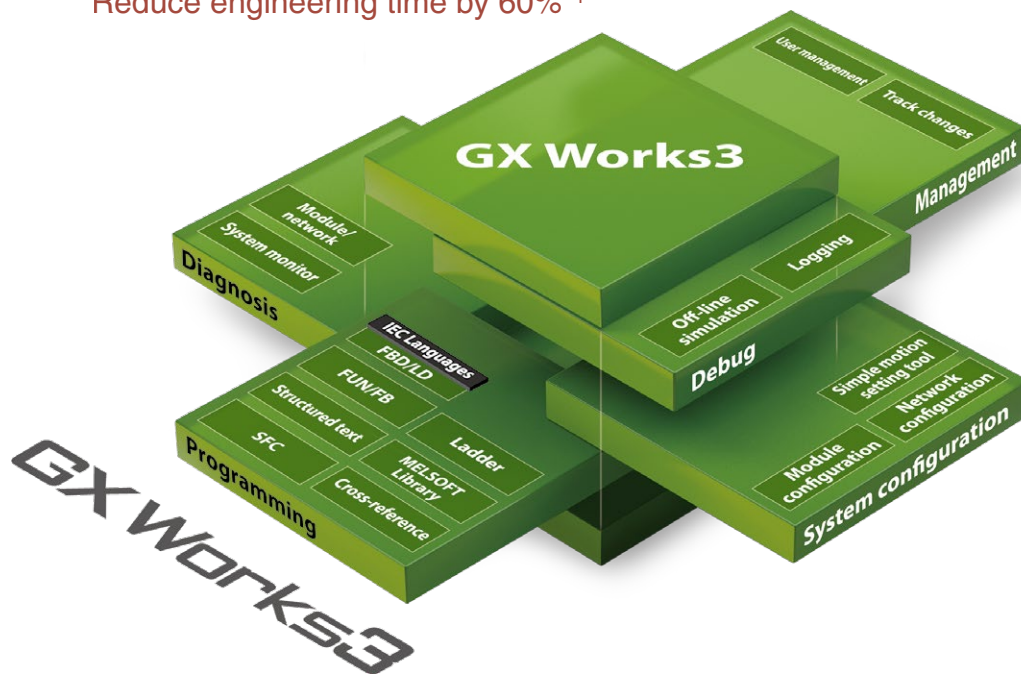 Reduce engineering time by 60%
User management
Track changes
Management
GX Works3
Module/
network
System monitor
Diagnosis
Logging
Off-line
simulation
Debug
IEC Languages
FBD/LD
FUN/FB
Structured text
SFC
Ladder
MELSOFT
Library
Cross-reference
Programming
Simple motion
setting tool
Network
configuration
Module
configuration
System configuration
GX Works3